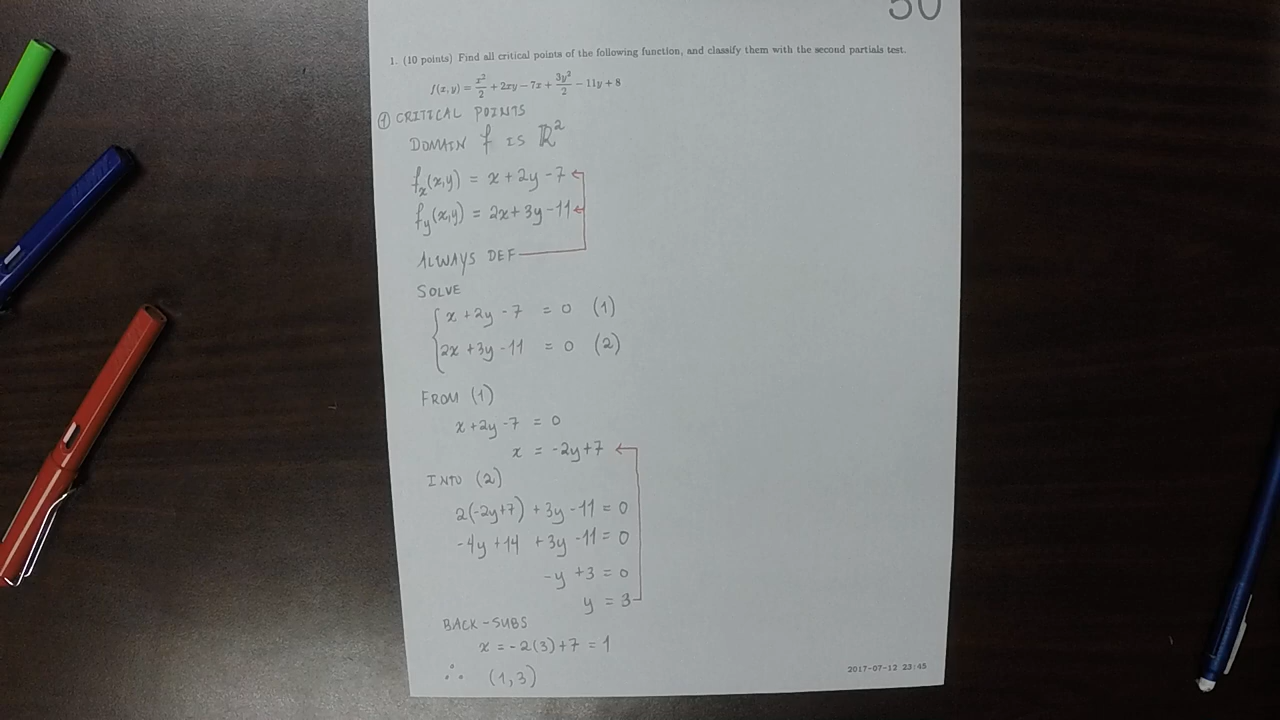 50
1. (10 points) Find all critical points of the following function, and classify them with the second partials test.
f(x, y) = x²/2 + 2xy − 7x + 3y²/2 − 11y + 8
① CRITICAL POINTS
DOMAIN f IS ℝ²
fₓ(x,y) = x + 2y - 7
f_y(x,y) = 2x + 3y - 11
ALWAYS DEF
SOLVE
x + 2y - 7 = 0 (1)
2x + 3y - 11 = 0 (2)
FROM (1)
x + 2y - 7 = 0
x = -2y + 7
INTO (2)
2(-2y+7) + 3y - 11 = 0
-4y + 14 + 3y - 11 = 0
-y + 3 = 0
y = 3
BACK-SUBS
x = -2(3) + 7 = 1
∴ (1,3)
2017-07-12 23:45